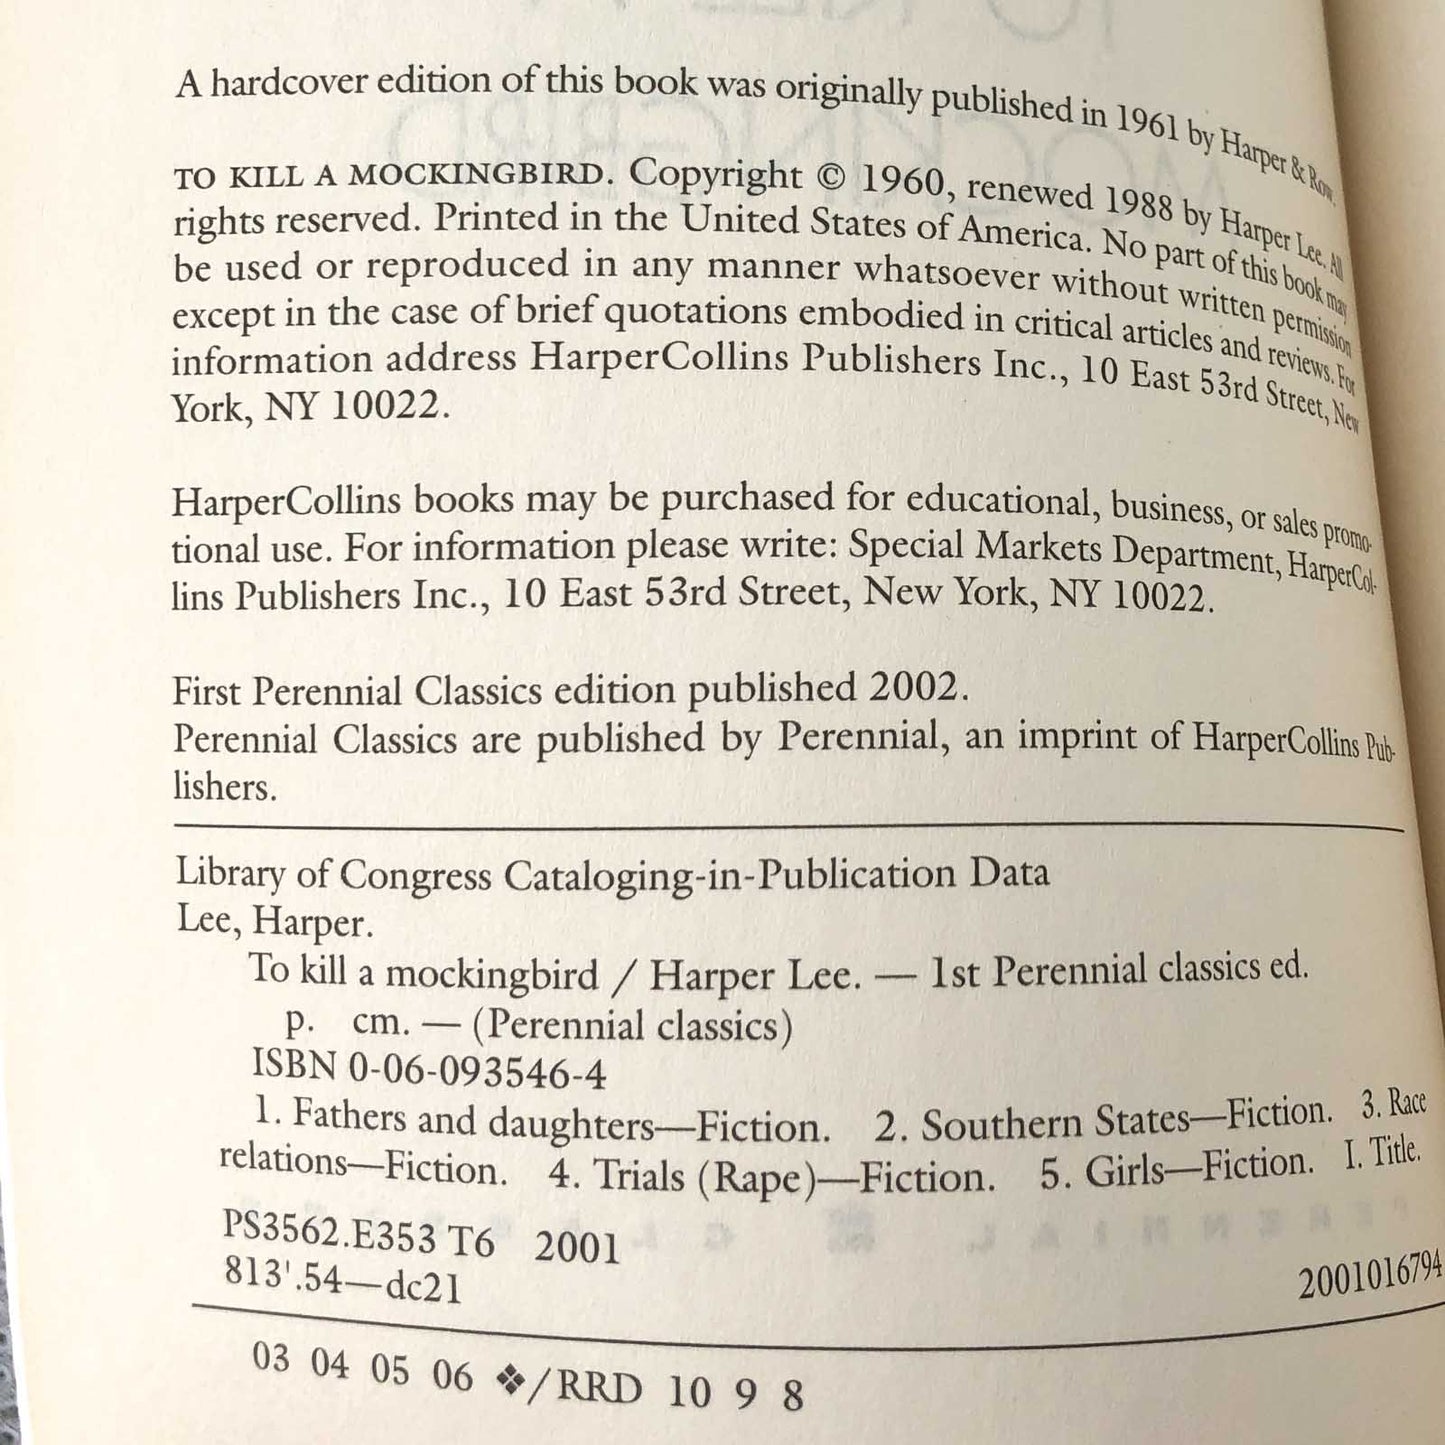 A hardcover edition of this book was originally published in 1961 by Harper & Row.
TO KILL A MOCKINGBIRD. Copyright © 1960, renewed 1988 by Harper Lee. All
rights reserved. Printed in the United States of America. No part of this book may
be used or reproduced in any manner whatsoever without written permission
except in the case of brief quotations embodied in critical articles and reviews. For
information address HarperCollins Publishers Inc., 10 East 53rd Street, New
York, NY 10022.
HarperCollins books may be purchased for educational, business, or sales promo-
tional use. For information please write: Special Markets Department, HarperCol-
lins Publishers Inc., 10 East 53rd Street, New York, NY 10022.
First Perennial Classics edition published 2002.
Perennial Classics are published by Perennial, an imprint of HarperCollins Pub-
lishers.
Library of Congress Cataloging-in-Publication Data
Lee, Harper.
To kill a mockingbird / Harper Lee. — 1st Perennial classics ed.
p. cm. — (Perennial classics)
ISBN 0-06-093546-4
1. Fathers and daughters—Fiction. 2. Southern States—Fiction. 3. Race
relations—Fiction. 4. Trials (Rape)—Fiction. 5. Girls—Fiction. I. Title.
PS3562.E353 T6 2001
813'.54—dc21 2001016794
03 04 05 06 ❖/RRD 10 9 8